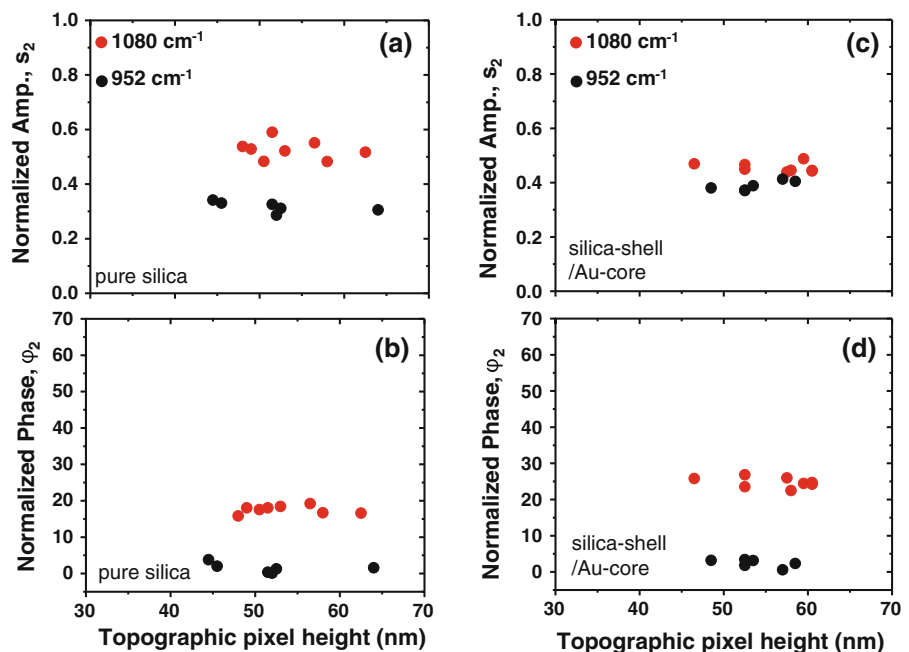 (a)
1080 cm⁻¹
952 cm⁻¹
Normalized Amp., s₂
1.0
0.8
0.6
0.4
0.2
0.0
pure silica
(c)
1080 cm⁻¹
952 cm⁻¹
Normalized Amp., s₂
1.0
0.8
0.6
0.4
0.2
0.0
silica-shell
/Au-core
(b)
Normalized Phase, φ₂
70
60
50
40
30
20
10
0
pure silica
30 40 50 60 70
Topographic pixel height (nm)
(d)
Normalized Phase, φ₂
70
60
50
40
30
20
10
0
silica-shell
/Au-core
30 40 50 60 70
Topographic pixel height (nm)